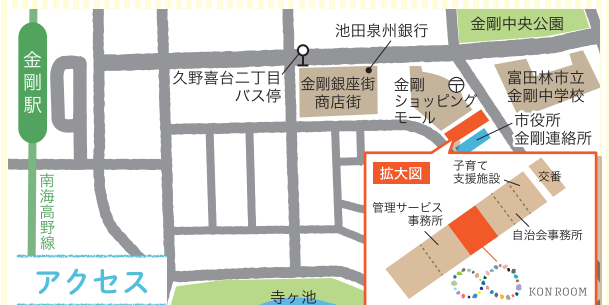 金剛駅
南海高野線
アクセス
久野喜台二丁目
バス停
池田泉州銀行
金剛銀座街
商店街
金剛
ショッピング
モール
金剛中央公園
富田林市立
金剛中学校
市役所
金剛連絡所
寺ヶ池
拡大図
子育て
支援施設
交番
管理サービス
事務所
自治会事務所
KONROOM